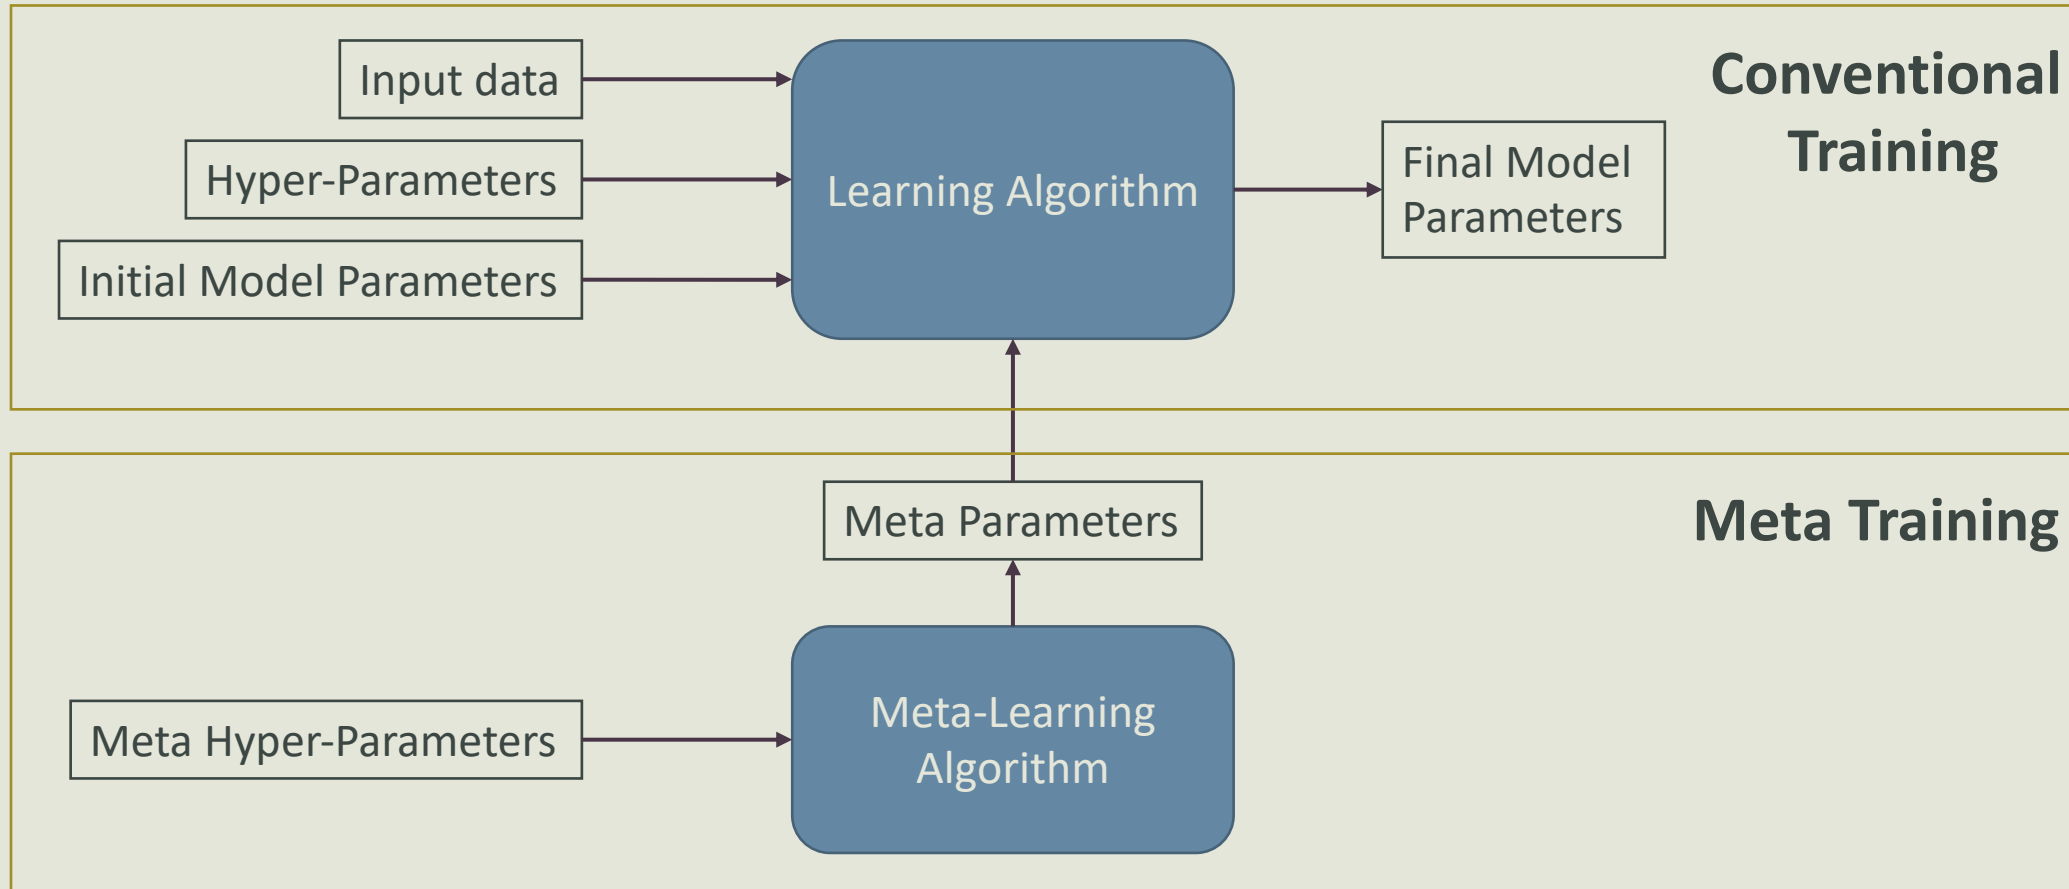 Conventional
Training
Input data
Hyper-Parameters
Initial Model Parameters
Learning Algorithm
Final Model
Parameters
Meta Training
Meta Parameters
Meta Hyper-Parameters
Meta-Learning
Algorithm